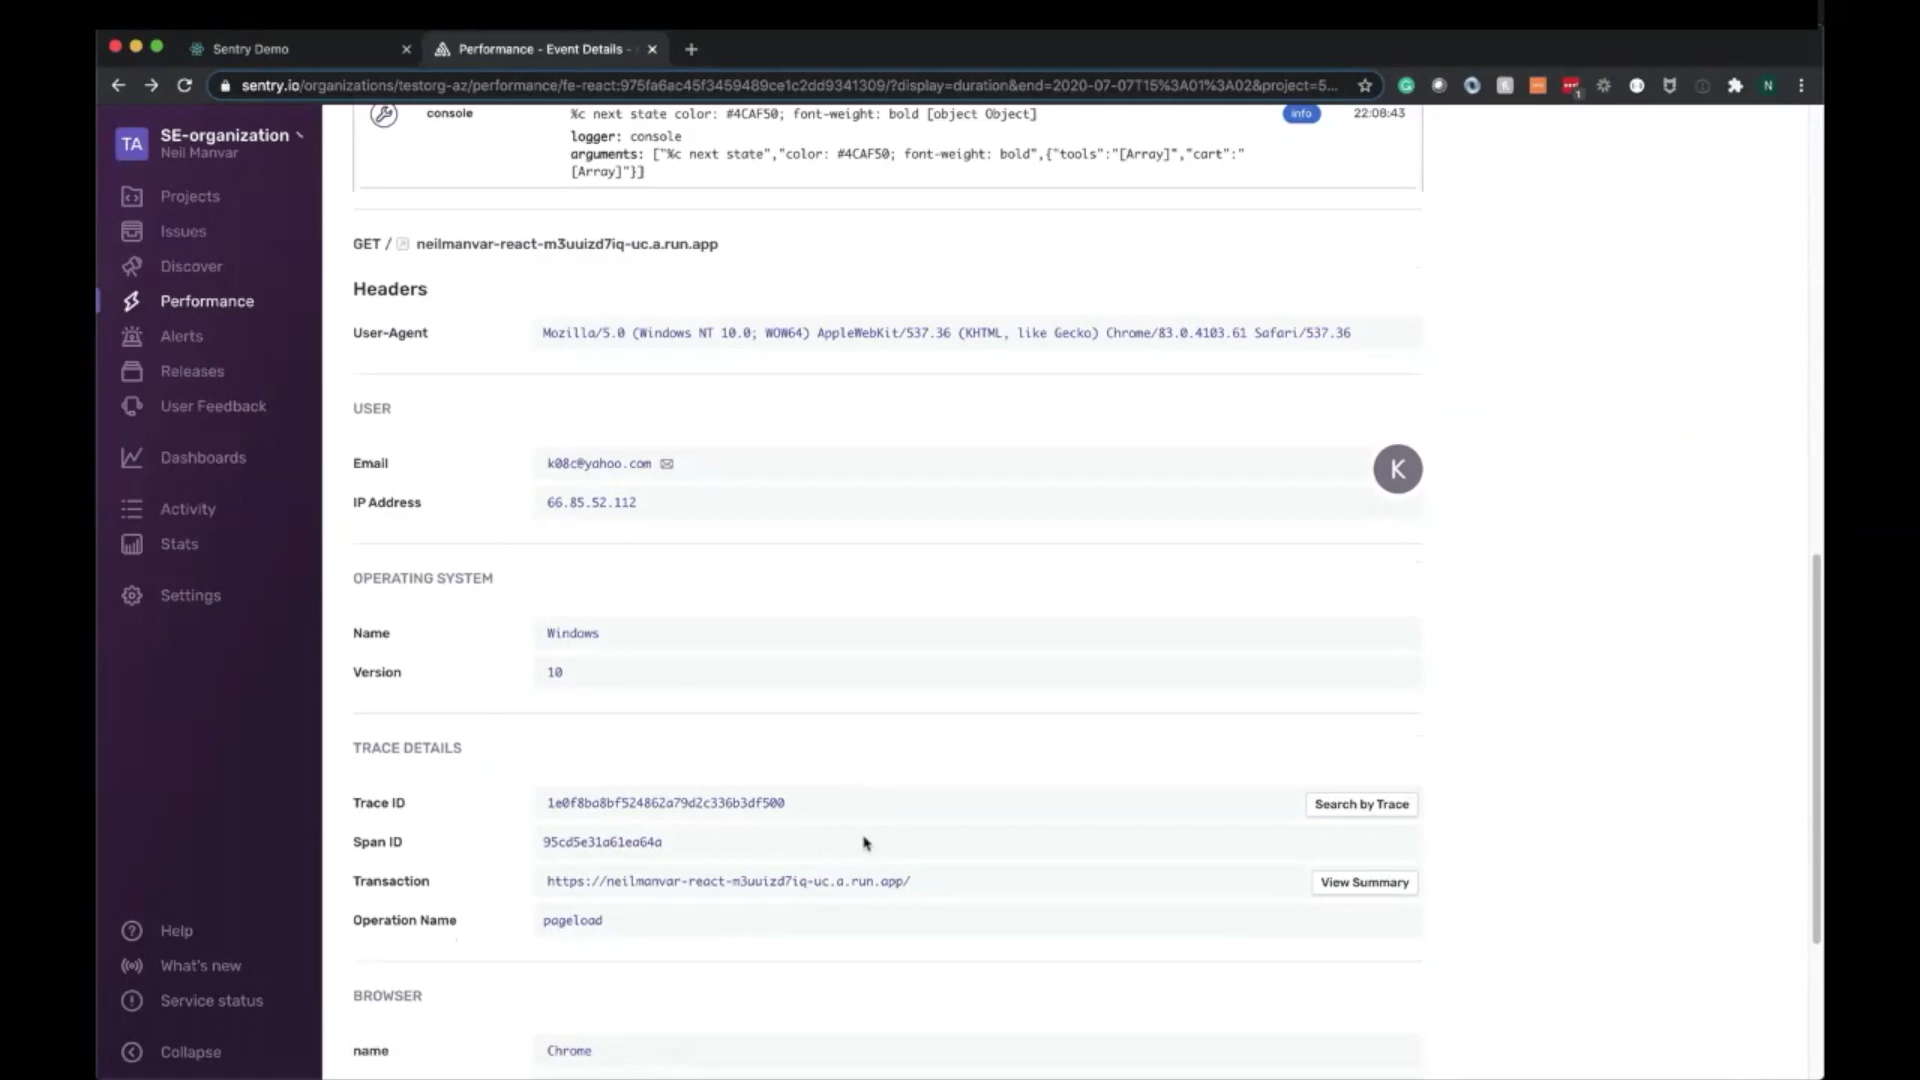 Sentry Demo
Performance - Event Details -
sentry.io/organizations/testorg-az/performance/fe-react:975fa6ac45f3459489ce1c2dd9341309/?display=duration&end=2020-07-07T15%3A01%3A02&project=5...
N
TA
SE-organization
Neil Manvar
Projects
Issues
Discover
Performance
Alerts
Releases
User Feedback
Dashboards
Activity
Stats
Settings
Help
What's new
Service status
Collapse
console
%c next state color: #4CAF50; font-weight: bold [object Object]
info
22:08:43
logger: console
arguments: ["%c next state","color: #4CAF50; font-weight: bold",{"tools":"[Array]","cart":"
[Array]"}]
GET / neilmanvar-react-m3uuizd7iq-uc.a.run.app
Headers
User-Agent
Mozilla/5.0 (Windows NT 10.0; WOW64) AppleWebKit/537.36 (KHTML, like Gecko) Chrome/83.0.4103.61 Safari/537.36
USER
Email
k08c@yahoo.com
K
IP Address
66.85.52.112
OPERATING SYSTEM
Name
Windows
Version
10
TRACE DETAILS
Trace ID
1e0f8ba8bf524862a79d2c336b3df500
Search by Trace
Span ID
95cd5e31a61ea64a
Transaction
https://neilmanvar-react-m3uuizd7iq-uc.a.run.app/
View Summary
Operation Name
pageload
BROWSER
name
Chrome